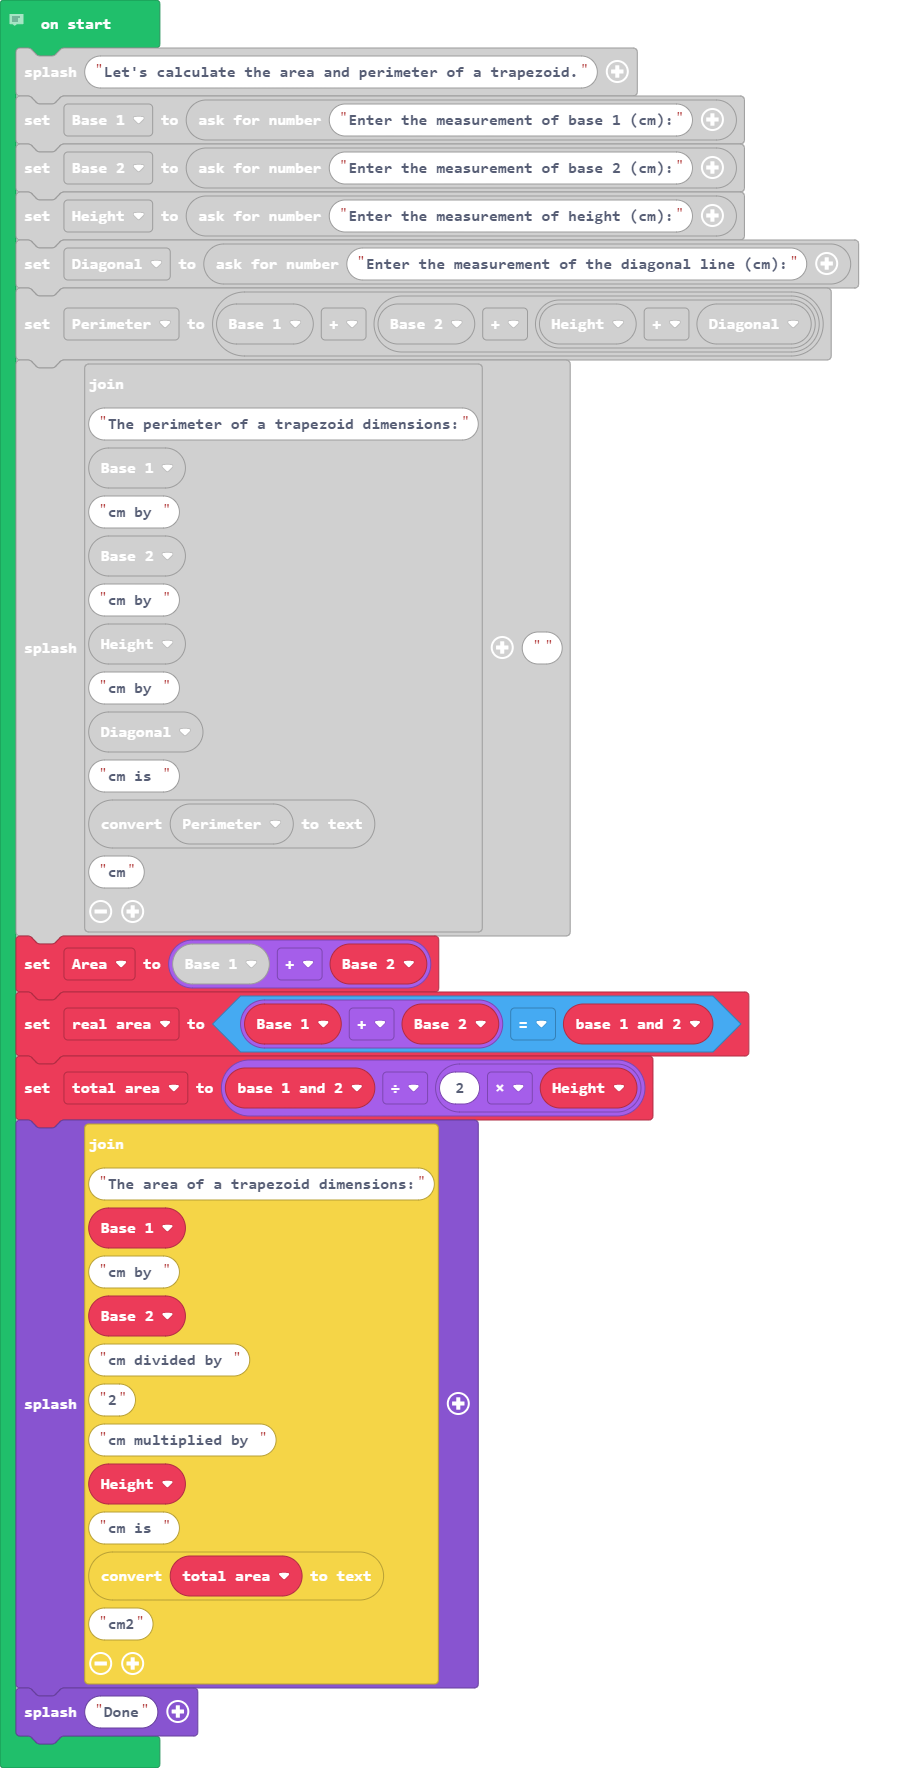 on start
splash "Let's calculate the area and perimeter of a trapezoid."
set Base 1 to ask for number "Enter the measurement of base 1 (cm):"
set Base 2 to ask for number "Enter the measurement of base 2 (cm):"
set Height to ask for number "Enter the measurement of height (cm):"
set Diagonal to ask for number "Enter the measurement of the diagonal line (cm):"
set Perimeter to Base 1 + Base 2 + Height + Diagonal
join
"The perimeter of a trapezoid dimensions:"
Base 1
"cm by "
Base 2
"cm by "
Height
splash " "
"cm by "
Diagonal
"cm is "
convert Perimeter to text
"cm"
set Area to Base 1 + Base 2
set real area to Base 1 + Base 2 = base 1 and 2
set total area to base 1 and 2 ÷ 2 × Height
join
"The area of a trapezoid dimensions:"
Base 1
"cm by "
Base 2
"cm divided by "
"2"
splash
"cm multiplied by "
Height
"cm is "
convert total area to text
"cm2"
splash "Done"